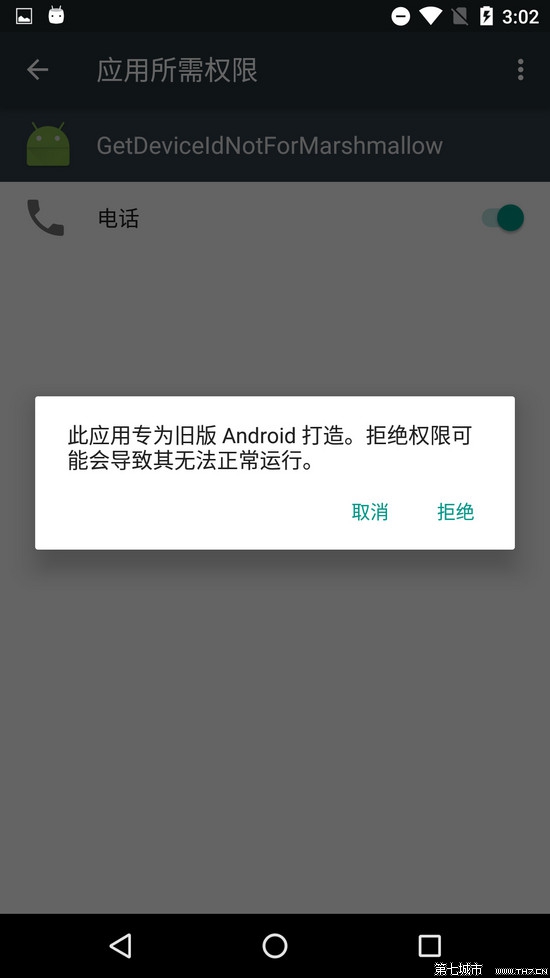 3:02
应用所需权限
GetDeviceIdNotForMarshmallow
电话
此应用专为旧版 Android 打造。拒绝权限可
能会导致其无法正常运行。
取消 拒绝
第七城市 www.TH7.CN